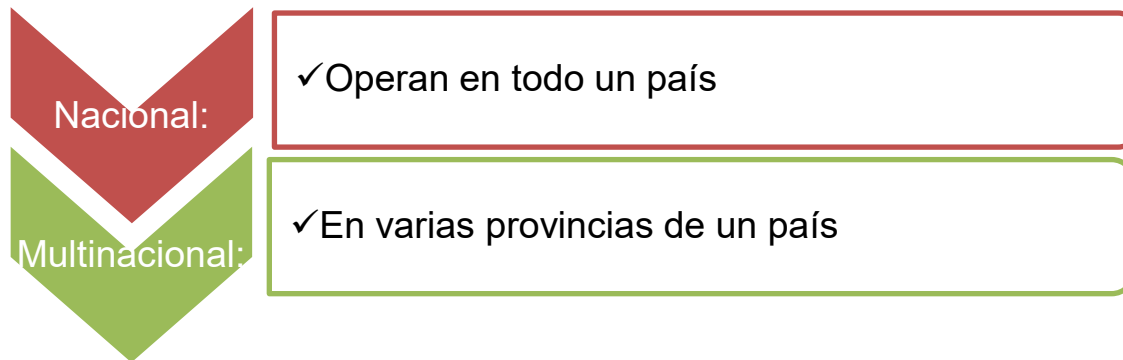 Nacional:
✓Operan en todo un país
Multinacional:
✓En varias provincias de un país